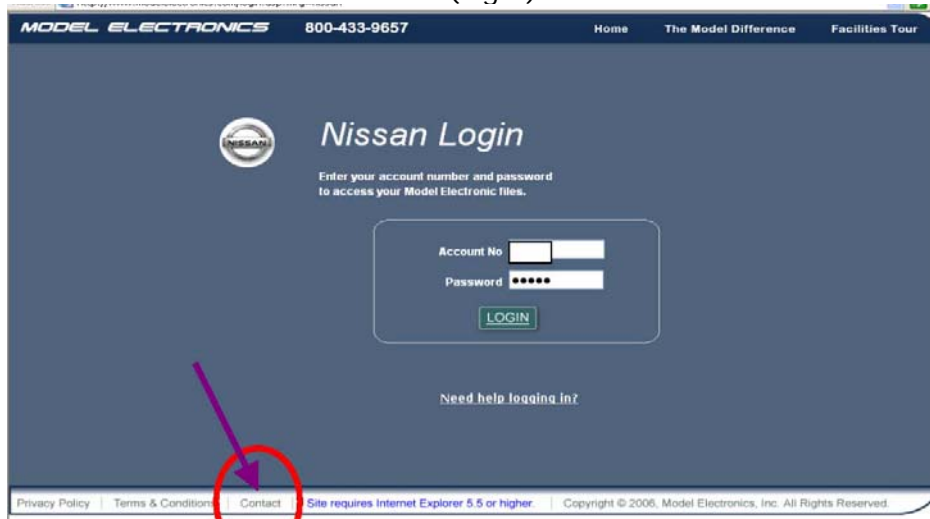 MODEL ELECTRONICS 800-433-9657 Home The Model Difference Facilities Tour
NISSAN
Nissan Login
Enter your account number and password
to access your Model Electronic files.
Account No
Password •••••
LOGIN
Need help logging in?
Privacy Policy Terms & Conditions Contact Site requires Internet Explorer 5.5 or higher. Copyright © 2006, Model Electronics, Inc. All Rights Reserved.